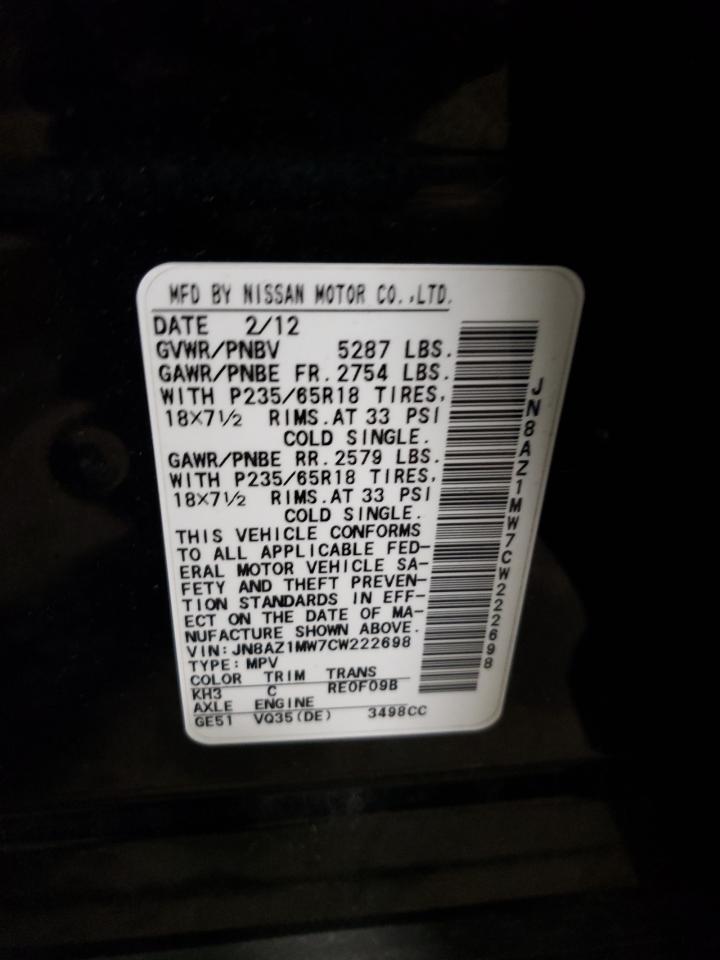 MFD BY NISSAN MOTOR CO.,LTD.
DATE 2/12
GVWR/PNBV 5287 LBS.
GAWR/PNBE FR.2754 LBS.
WITH P235/65R18 TIRES,
18×7½ RIMS.AT 33 PSI
COLD SINGLE.
GAWR/PNBE RR.2579 LBS.
WITH P235/65R18 TIRES,
18×7½ RIMS.AT 33 PSI
COLD SINGLE.
THIS VEHICLE CONFORMS
TO ALL APPLICABLE FED-
ERAL MOTOR VEHICLE SA-
FETY AND THEFT PREVEN-
TION STANDARDS IN EFF-
ECT ON THE DATE OF MA-
NUFACTURE SHOWN ABOVE.
VIN:JN8AZ1MW7CW222698
TYPE:MPV
COLOR TRIM TRANS
KH3 C RE0F09B
AXLE ENGINE
GE51 VQ35(DE) 3498CC
JN8AZ1MW7CW222698